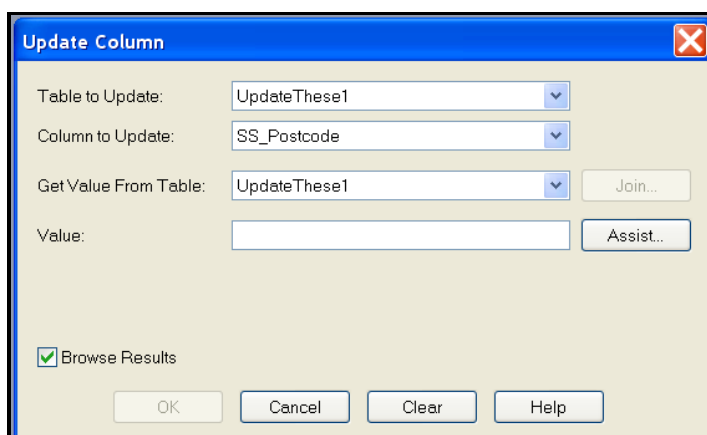 Update Column
Table to Update: UpdateThese1
Column to Update: SS_Postcode
Get Value From Table: UpdateThese1 Join...
Value: Assist...
Browse Results
OK Cancel Clear Help